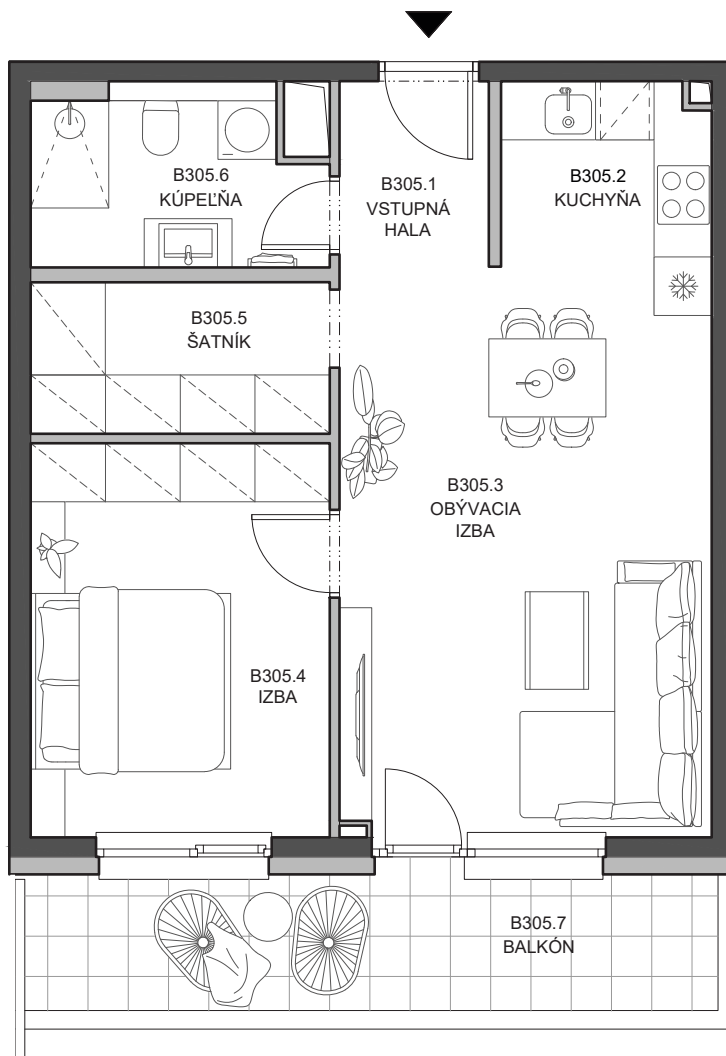 B305.6
KÚPEĽŇA
B305.1
VSTUPNÁ
HALA
B305.2
KUCHYŇA
B305.5
ŠATNÍK
B305.3
OBÝVACIA
IZBA
B305.4
IZBA
B305.7
BALKÓN